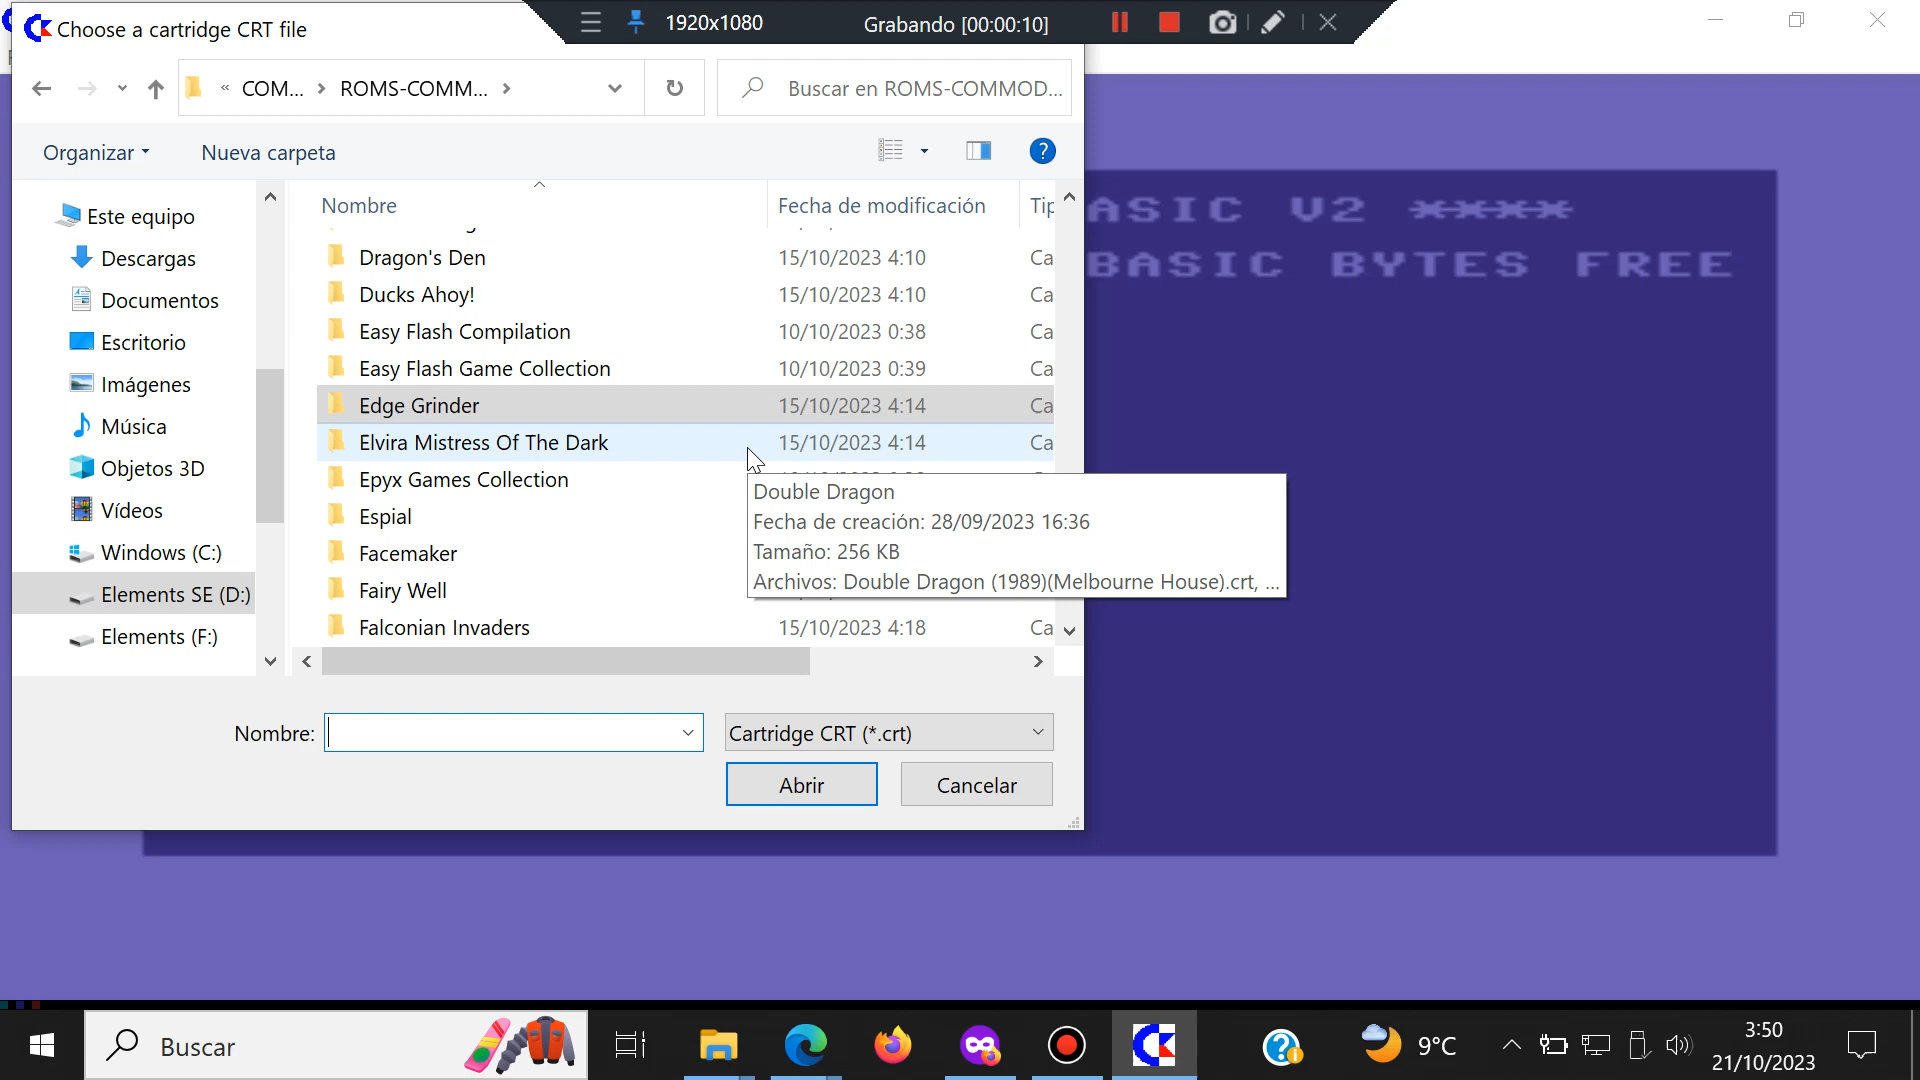 Choose a cartridge CRT file
1920x1080
Grabando [00:00:10]
« COM... › ROMS-COMM... ›
Buscar en ROMS-COMMOD...
Organizar
Nueva carpeta
Este equipo
Descargas
Documentos
Escritorio
Imágenes
Música
Objetos 3D
Vídeos
Windows (C:)
Elements SE (D:)
Elements (F:)
Nombre
Fecha de modificación
Tip
Dragon's Den
15/10/2023 4:10
Ca
Ducks Ahoy!
15/10/2023 4:10
Ca
Easy Flash Compilation
10/10/2023 0:38
Ca
Easy Flash Game Collection
10/10/2023 0:39
Ca
Edge Grinder
15/10/2023 4:14
Ca
Elvira Mistress Of The Dark
15/10/2023 4:14
Ca
Epyx Games Collection
Espial
Facemaker
Fairy Well
Falconian Invaders
15/10/2023 4:18
Ca
Double Dragon
Fecha de creación: 28/09/2023 16:36
Tamaño: 256 KB
Archivos: Double Dragon (1989)(Melbourne House).crt, ...
ASIC V2 ****
BASIC BYTES FREE
Nombre:
Cartridge CRT (*.crt)
Abrir
Cancelar
Buscar
9°C
3:50
21/10/2023